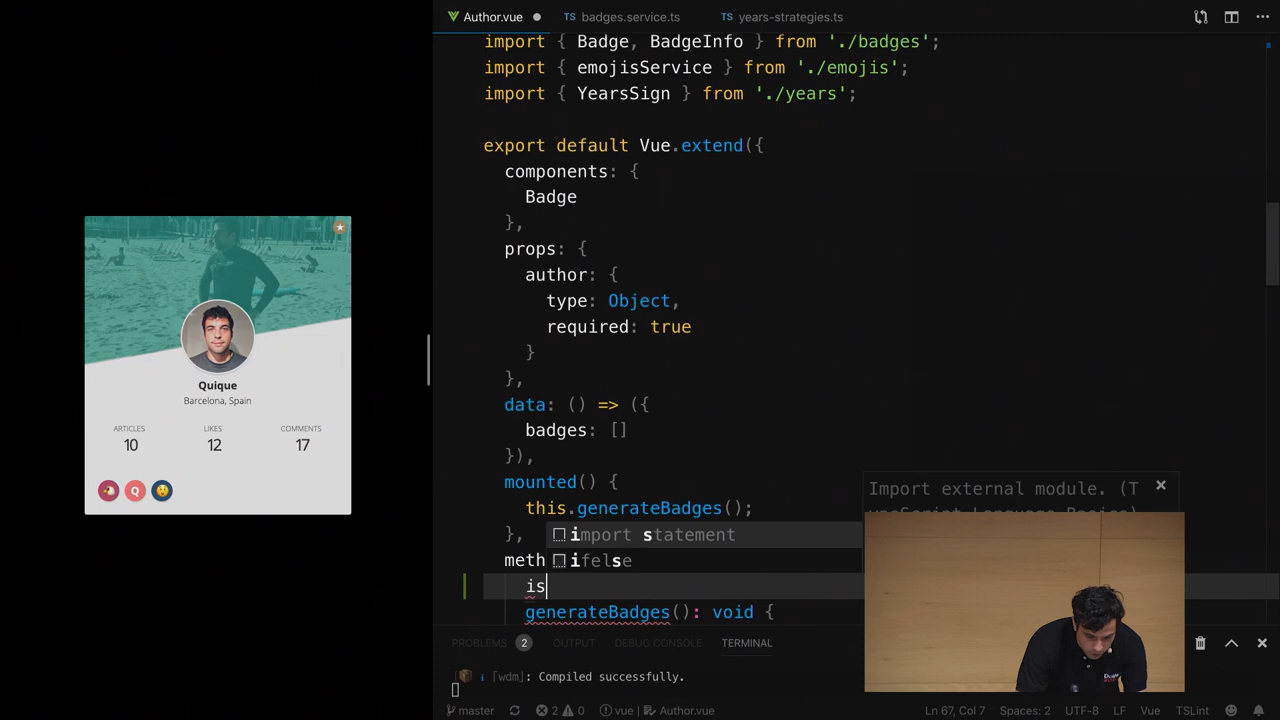 Author.vue
badges.service.ts
TS years-strategies.ts
import { Badge, BadgeInfo } from './badges';
import { emojisService } from './emojis';
import { YearsSign } from './years';
export default Vue.extend({
components: {
Badge
},
props: {
author: {
type: Object,
required: true
}
},
data: () => ({
badges: []
}),
mounted() {
this.generateBadges();
},
import statement
meth
ifelse
is
generateBadges(): void {
Import external module. (T
Quique
Barcelona, Spain
ARTICLES LIKES COMMENTS
10 12 17
Q
PROBLEMS 2 OUTPUT DEBUG CONSOLE TERMINAL
i ｢wdm｣: Compiled successfully.
master 2 0 vue | Author.vue Ln 67, Col 7 Spaces: 2 UTF-8 LF Vue TSLint